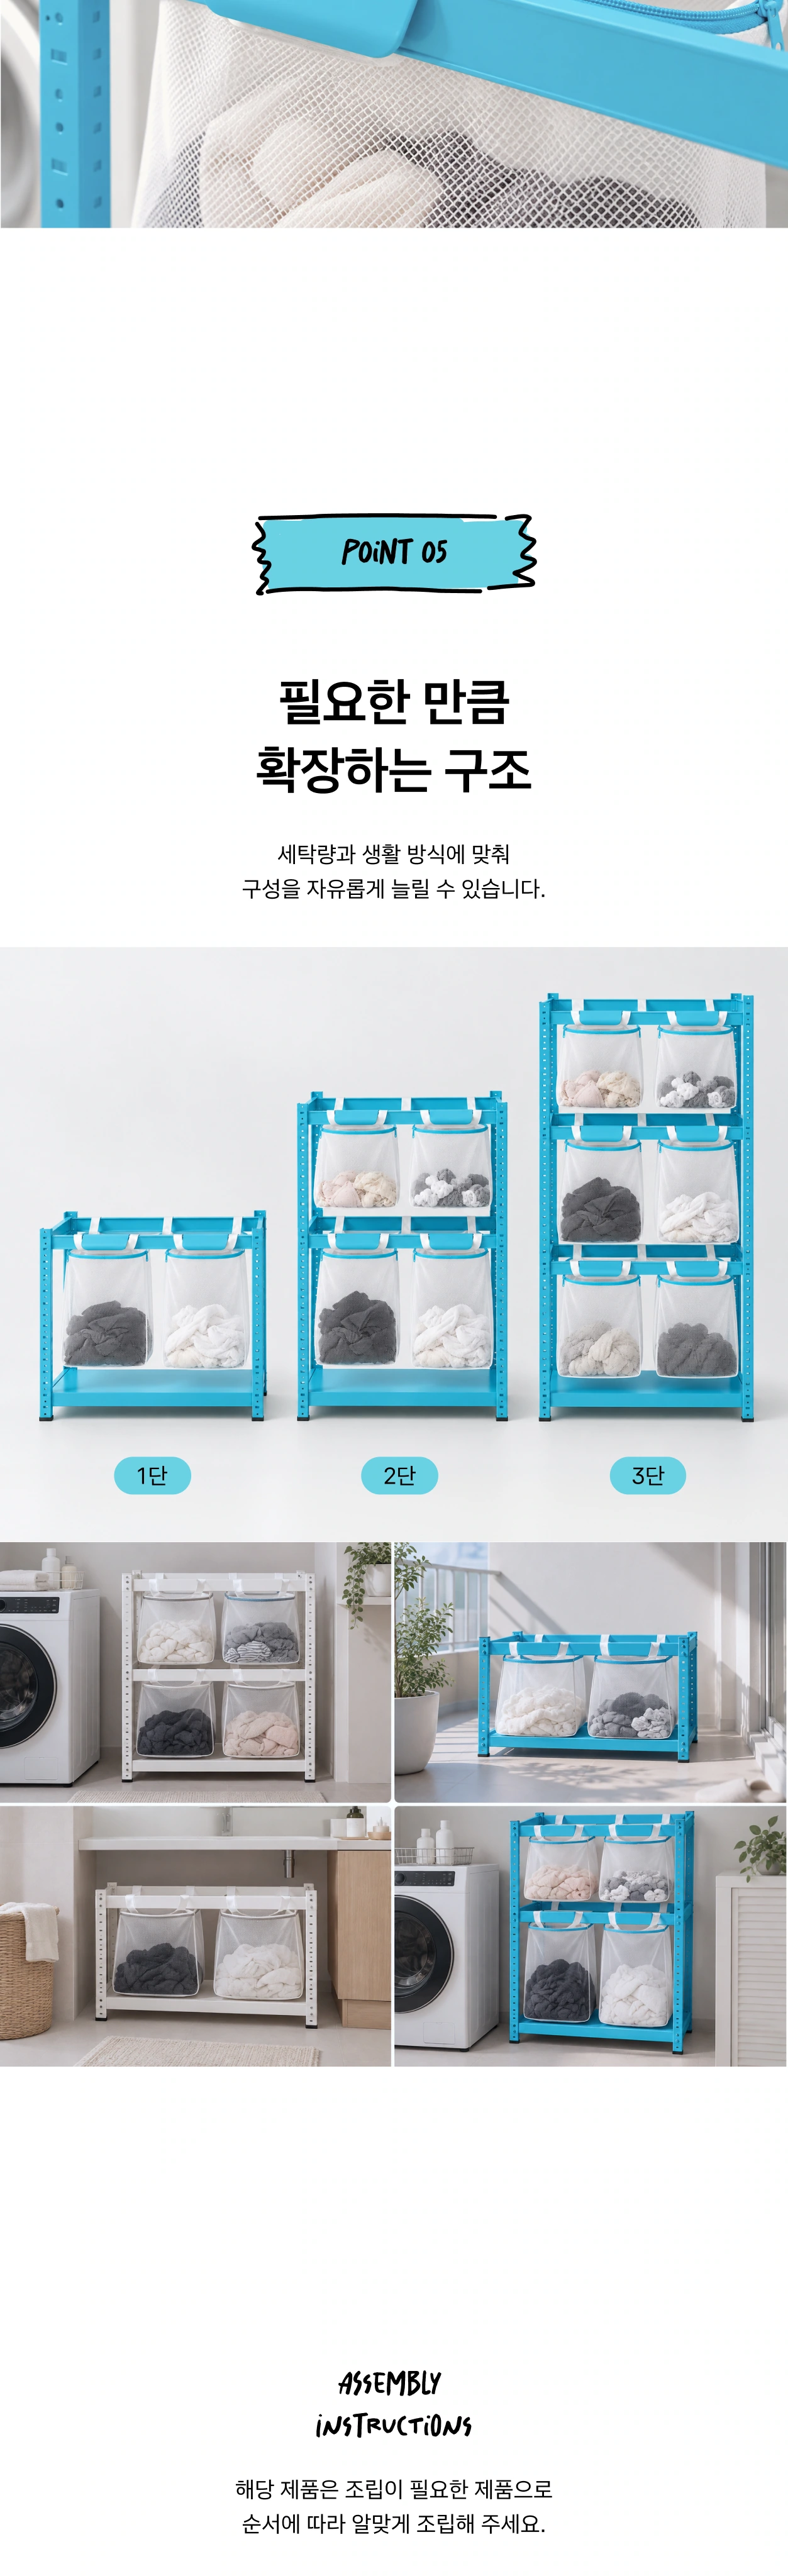 POINT 05
필요한 만큼
확장하는 구조
세탁량과 생활 방식에 맞춰
구성을 자유롭게 늘릴 수 있습니다.
1단
2단
3단
ASSEMBLY
INSTRUCTIONS
해당 제품은 조립이 필요한 제품으로
순서에 따라 알맞게 조립해 주세요.